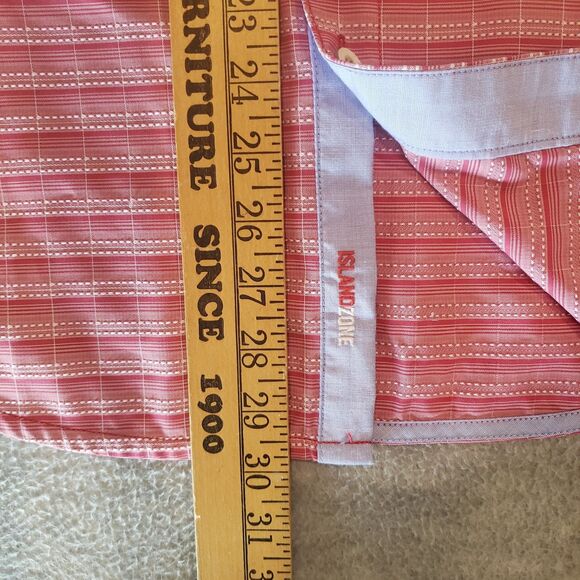 RNITURE SINCE 1900
23 24 25 26 27 28 29 30 31
ISLANDZONE